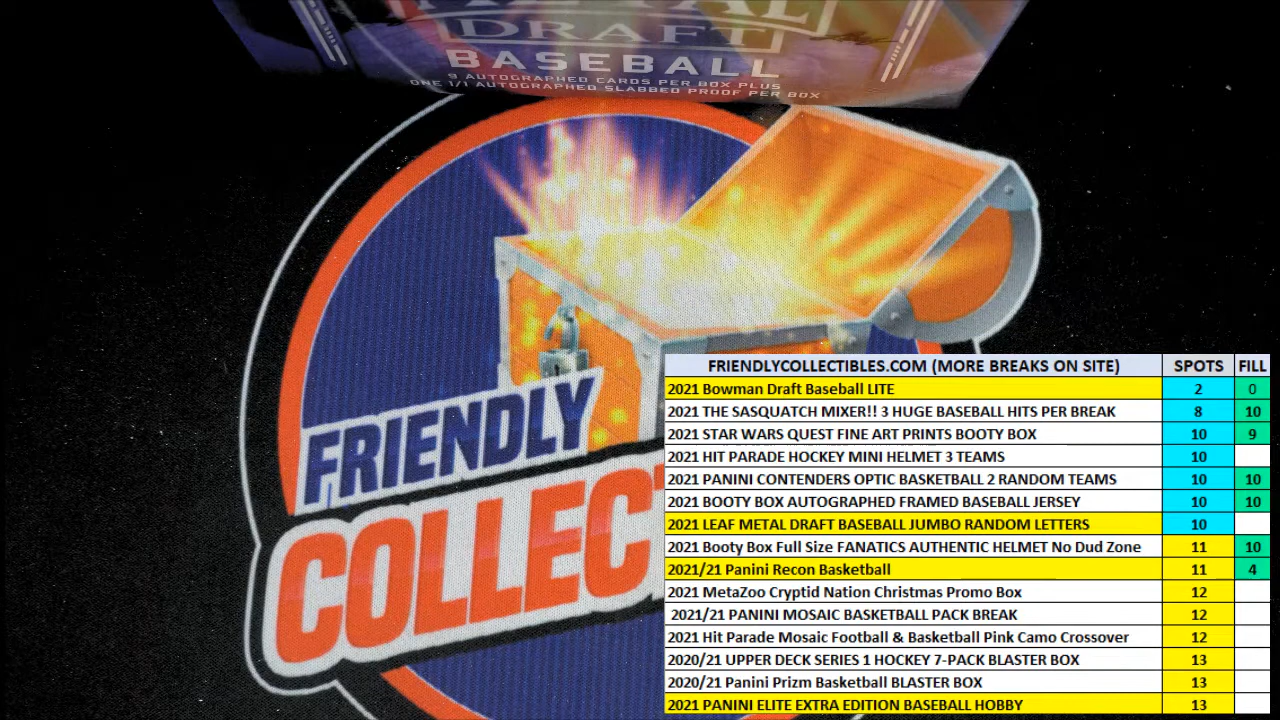 METAL
DRAFT
BASEBALL
9 AUTOGRAPHED CARDS PER BOX PLUS
ONE 1/1 AUTOGRAPHED SLABBED PROOF PER BOX
FRIENDLY
COLLEC
FRIENDLYCOLLECTIBLES.COM (MORE BREAKS ON SITE) SPOTS FILL
2021 Bowman Draft Baseball LITE 2 0
2021 THE SASQUATCH MIXER!! 3 HUGE BASEBALL HITS PER BREAK 8 10
2021 STAR WARS QUEST FINE ART PRINTS BOOTY BOX 10 9
2021 HIT PARADE HOCKEY MINI HELMET 3 TEAMS 10
2021 PANINI CONTENDERS OPTIC BASKETBALL 2 RANDOM TEAMS 10 10
2021 BOOTY BOX AUTOGRAPHED FRAMED BASEBALL JERSEY 10 10
2021 LEAF METAL DRAFT BASEBALL JUMBO RANDOM LETTERS 10
2021 Booty Box Full Size FANATICS AUTHENTIC HELMET No Dud Zone 11 10
2021/21 Panini Recon Basketball 11 4
2021 MetaZoo Cryptid Nation Christmas Promo Box 12
2021/21 PANINI MOSAIC BASKETBALL PACK BREAK 12
2021 Hit Parade Mosaic Football & Basketball Pink Camo Crossover 12
2020/21 UPPER DECK SERIES 1 HOCKEY 7-PACK BLASTER BOX 13
2020/21 Panini Prizm Basketball BLASTER BOX 13
2021 PANINI ELITE EXTRA EDITION BASEBALL HOBBY 13